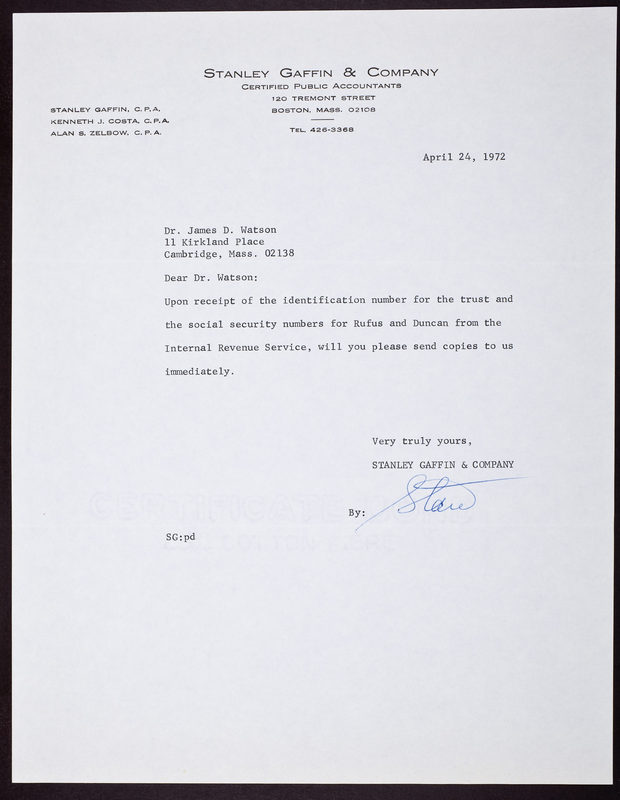 STANLEY GAFFIN & COMPANY
CERTIFIED PUBLIC ACCOUNTANTS
120 TREMONT STREET
BOSTON, MASS. 02108
TEL. 426-3368
STANLEY GAFFIN, C.P.A.
KENNETH J. COSTA, C.P.A.
ALAN S. ZELBOW, C.P.A.
April 24, 1972
Dr. James D. Watson
11 Kirkland Place
Cambridge, Mass. 02138
Dear Dr. Watson:
Upon receipt of the identification number for the trust and
the social security numbers for Rufus and Duncan from the
Internal Revenue Service, will you please send copies to us
immediately.
Very truly yours,
STANLEY GAFFIN & COMPANY
By:
SG:pd